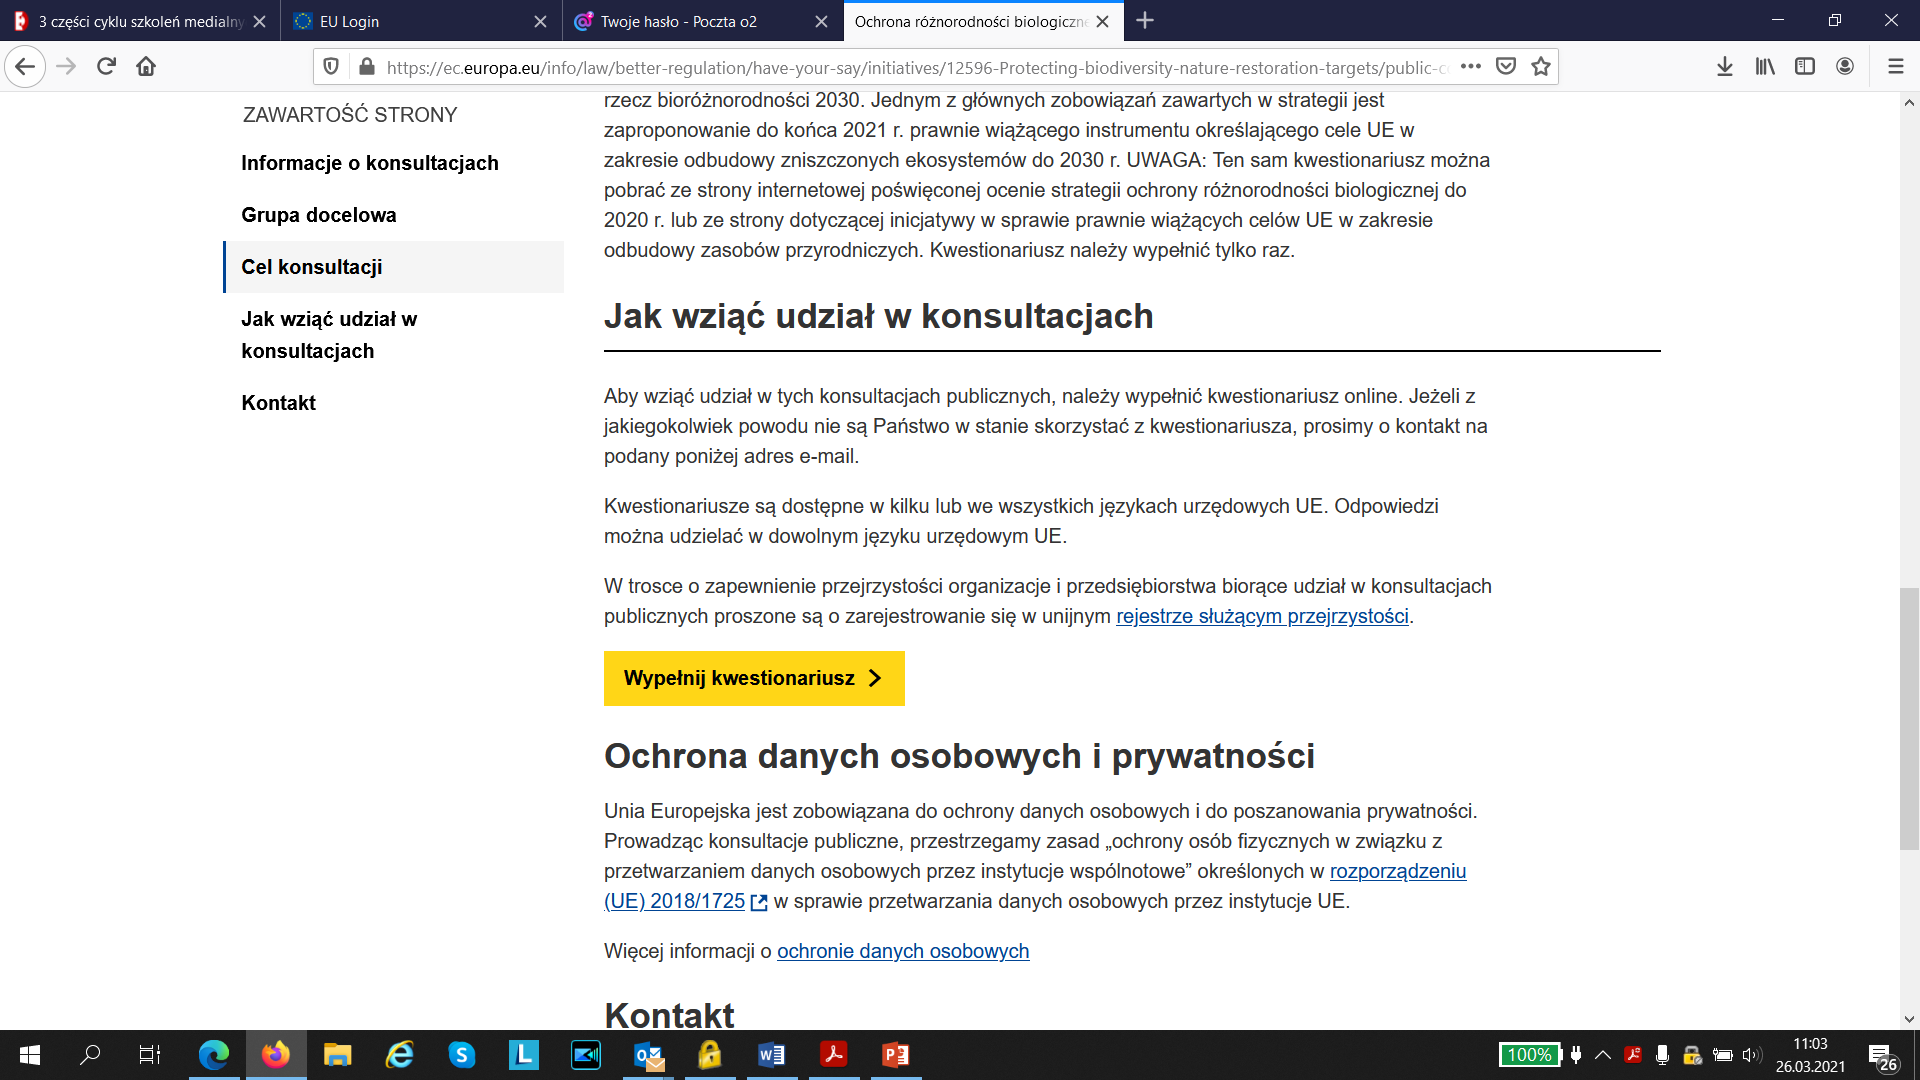 3 części cyklu szkoleń medialny
EU Login
Twoje hasło - Poczta o2
Ochrona różnorodności biologiczne
https://ec.europa.eu/info/law/better-regulation/have-your-say/initiatives/12596-Protecting-biodiversity-nature-restoration-targets/public-c
ZAWARTOŚĆ STRONY
Informacje o konsultacjach
Grupa docelowa
Cel konsultacji
Jak wziąć udział w
konsultacjach
Kontakt
rzecz bioróżnorodności 2030. Jednym z głównych zobowiązań zawartych w strategii jest
zaproponowanie do końca 2021 r. prawnie wiążącego instrumentu określającego cele UE w
zakresie odbudowy zniszczonych ekosystemów do 2030 r. UWAGA: Ten sam kwestionariusz można
pobrać ze strony internetowej poświęconej ocenie strategii ochrony różnorodności biologicznej do
2020 r. lub ze strony dotyczącej inicjatywy w sprawie prawnie wiążących celów UE w zakresie
odbudowy zasobów przyrodniczych. Kwestionariusz należy wypełnić tylko raz.
Jak wziąć udział w konsultacjach
Aby wziąć udział w tych konsultacjach publicznych, należy wypełnić kwestionariusz online. Jeżeli z
jakiegokolwiek powodu nie są Państwo w stanie skorzystać z kwestionariusza, prosimy o kontakt na
podany poniżej adres e-mail.
Kwestionariusze są dostępne w kilku lub we wszystkich językach urzędowych UE. Odpowiedzi
można udzielać w dowolnym języku urzędowym UE.
W trosce o zapewnienie przejrzystości organizacje i przedsiębiorstwa biorące udział w konsultacjach
publicznych proszone są o zarejestrowanie się w unijnym rejestrze służącym przejrzystości.
Wypełnij kwestionariusz
Ochrona danych osobowych i prywatności
Unia Europejska jest zobowiązana do ochrony danych osobowych i do poszanowania prywatności.
Prowadząc konsultacje publiczne, przestrzegamy zasad „ochrony osób fizycznych w związku z
przetwarzaniem danych osobowych przez instytucje wspólnotowe” określonych w rozporządzeniu
(UE) 2018/1725 w sprawie przetwarzania danych osobowych przez instytucje UE.
Więcej informacji o ochronie danych osobowych
Kontakt
100%
11:03
26.03.2021
26